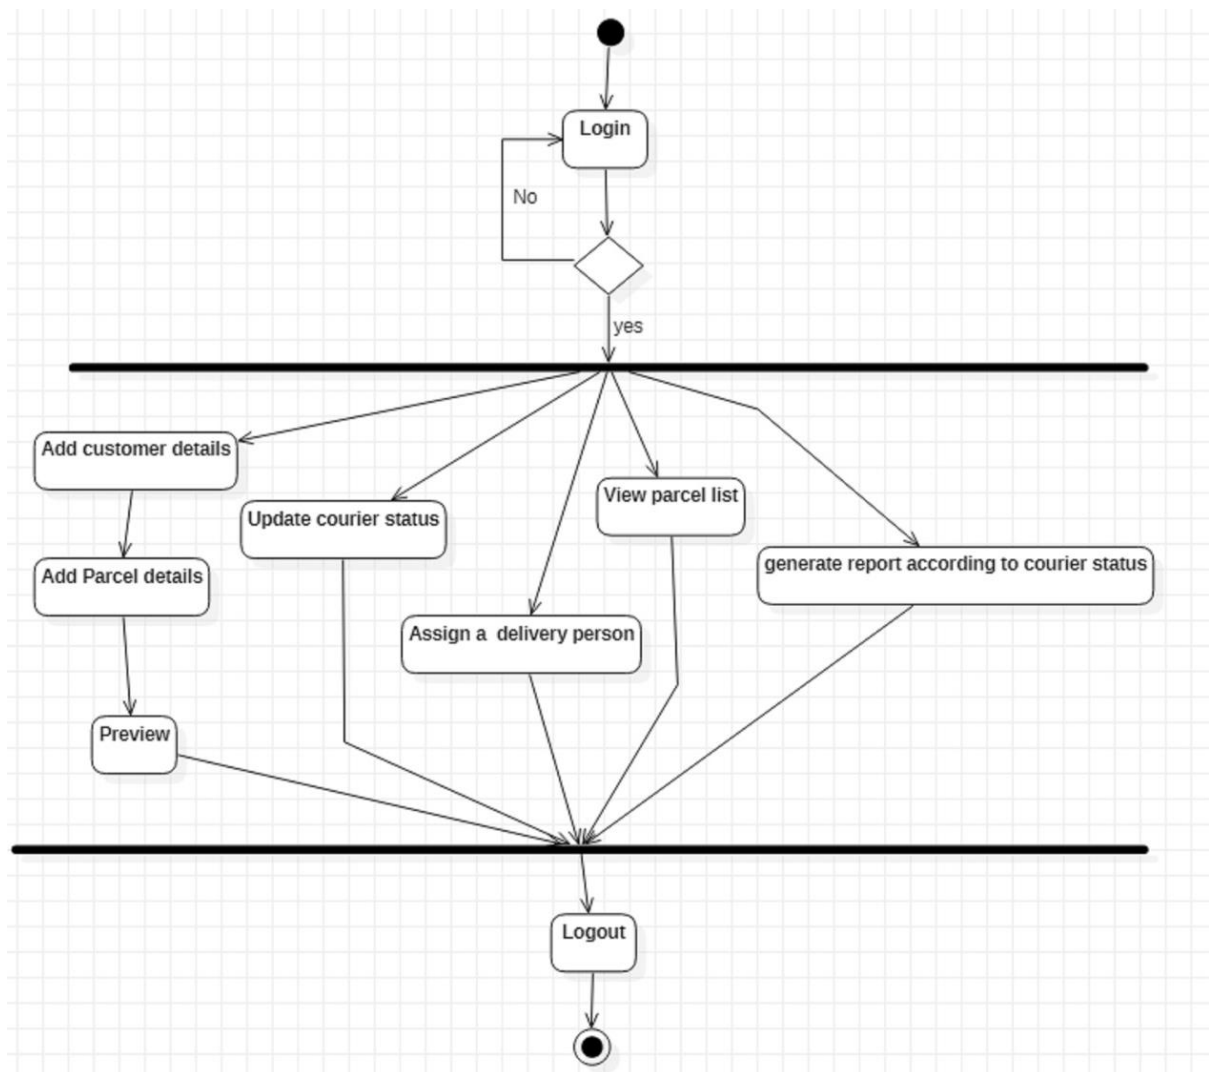 Login
No
yes
Add customer details
View parcel list
Update courier status
generate report according to courier status
Add Parcel details
Assign a  delivery person
Preview
Logout